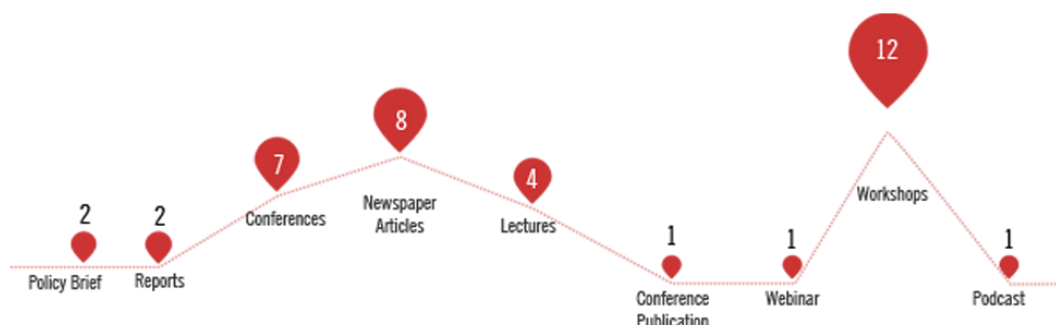 2
Policy Brief
2
Reports
7
Conferences
8
Newspaper
Articles
4
Lectures
1
Conference
Publication
1
Webinar
12
Workshops
1
Podcast